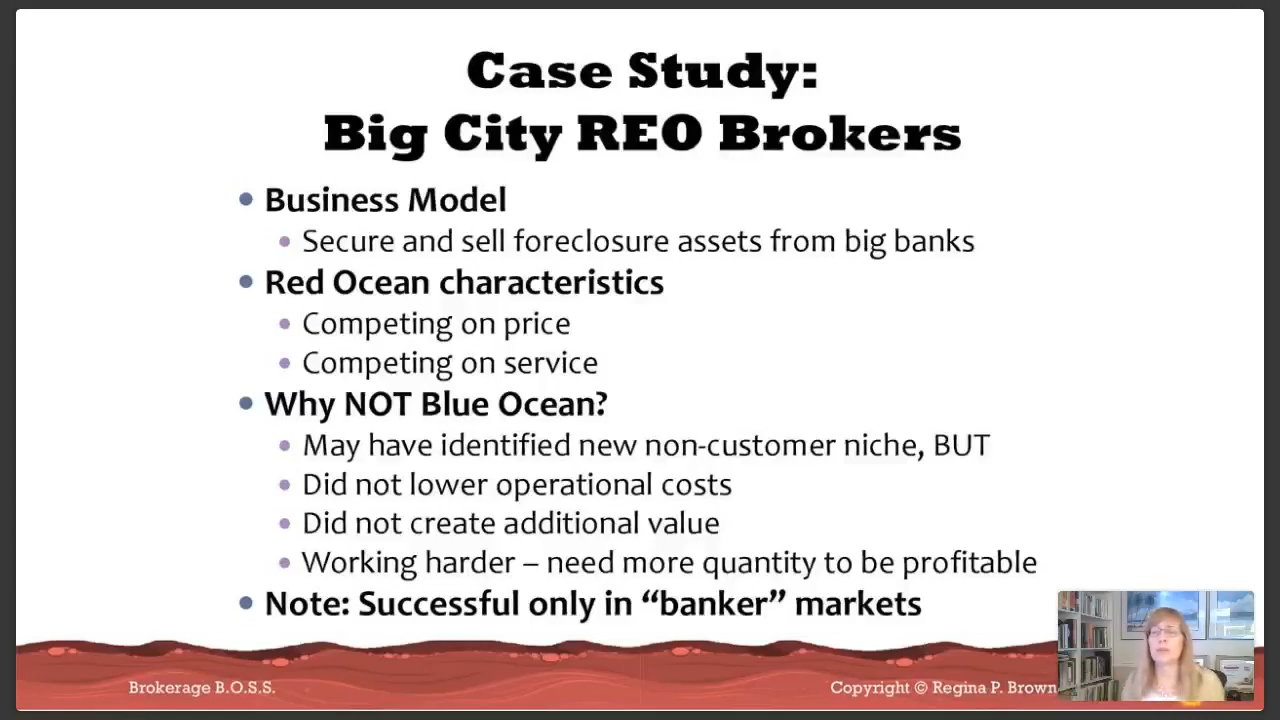 Case Study:
Big City REO Brokers
Business Model
Secure and sell foreclosure assets from big banks
Red Ocean characteristics
Competing on price
Competing on service
Why NOT Blue Ocean?
May have identified new non-customer niche, BUT
Did not lower operational costs
Did not create additional value
Working harder – need more quantity to be profitable
Note: Successful only in “banker” markets
Brokerage B.O.S.S.
Copyright © Regina P. Brown